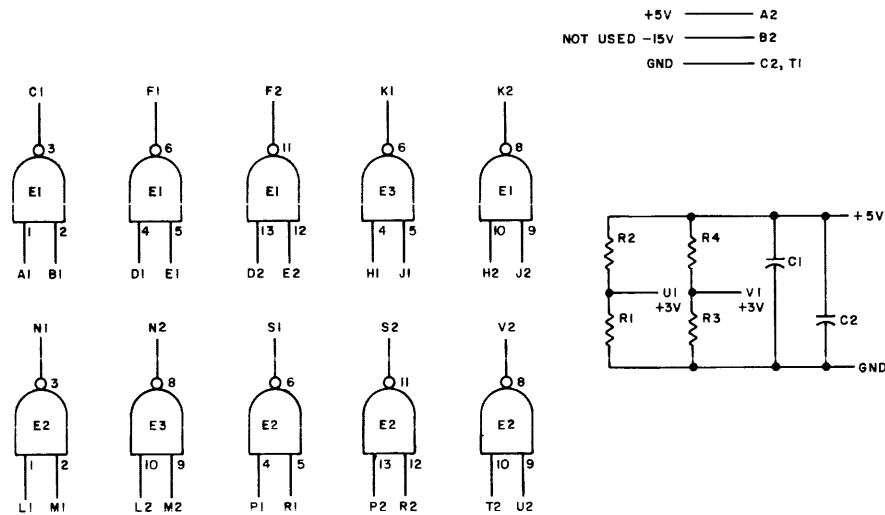 +5V A2
NOT USED -15V B2
GND C2, T1
C1 F1 F2 K1 K2
3 6 11 6 8
E1 E1 E1 E3 E1
1 2 4 5 13 12 4 5 10 9
A1 B1 D1 E1 D2 E2 H1 J1 H2 J2
+5V
R2 R4 C1
U1 V1
+3V +3V
R1 R3 C2
GND
N1 N2 S1 S2 V2
3 8 6 11 8
E2 E3 E2 E2 E2
1 2 10 9 4 5 13 12 10 9
L1 M1 L2 M2 P1 R1 P2 R2 T2 U2